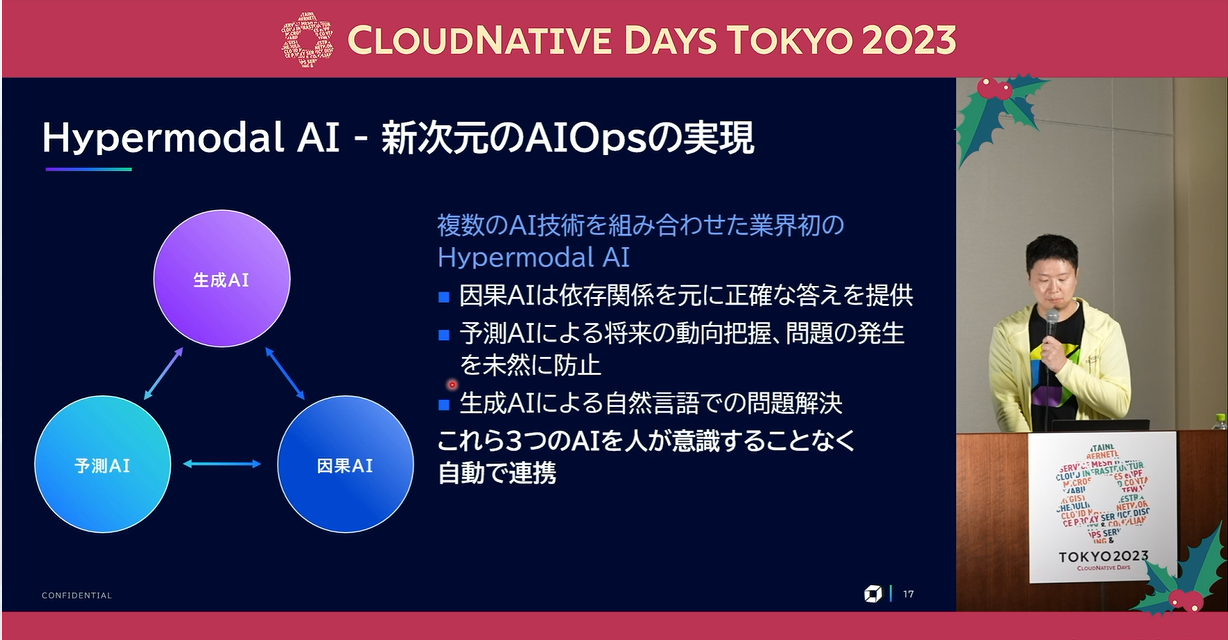 CLOUDNATIVE DAYS TOKYO 2023
Hypermodal AI - 新次元のAIOpsの実現
生成AI
予測AI
因果AI
複数のAI技術を組み合わせた業界初の
Hypermodal AI
■ 因果AIは依存関係を元に正確な答えを提供
■ 予測AIによる将来の動向把握、問題の発生
を未然に防止
■ 生成AIによる自然言語での問題解決
これら3つのAIを人が意識することなく
自動で連携
CONFIDENTIAL
17
TOKYO2023
CLOUDNATIVE DAYS